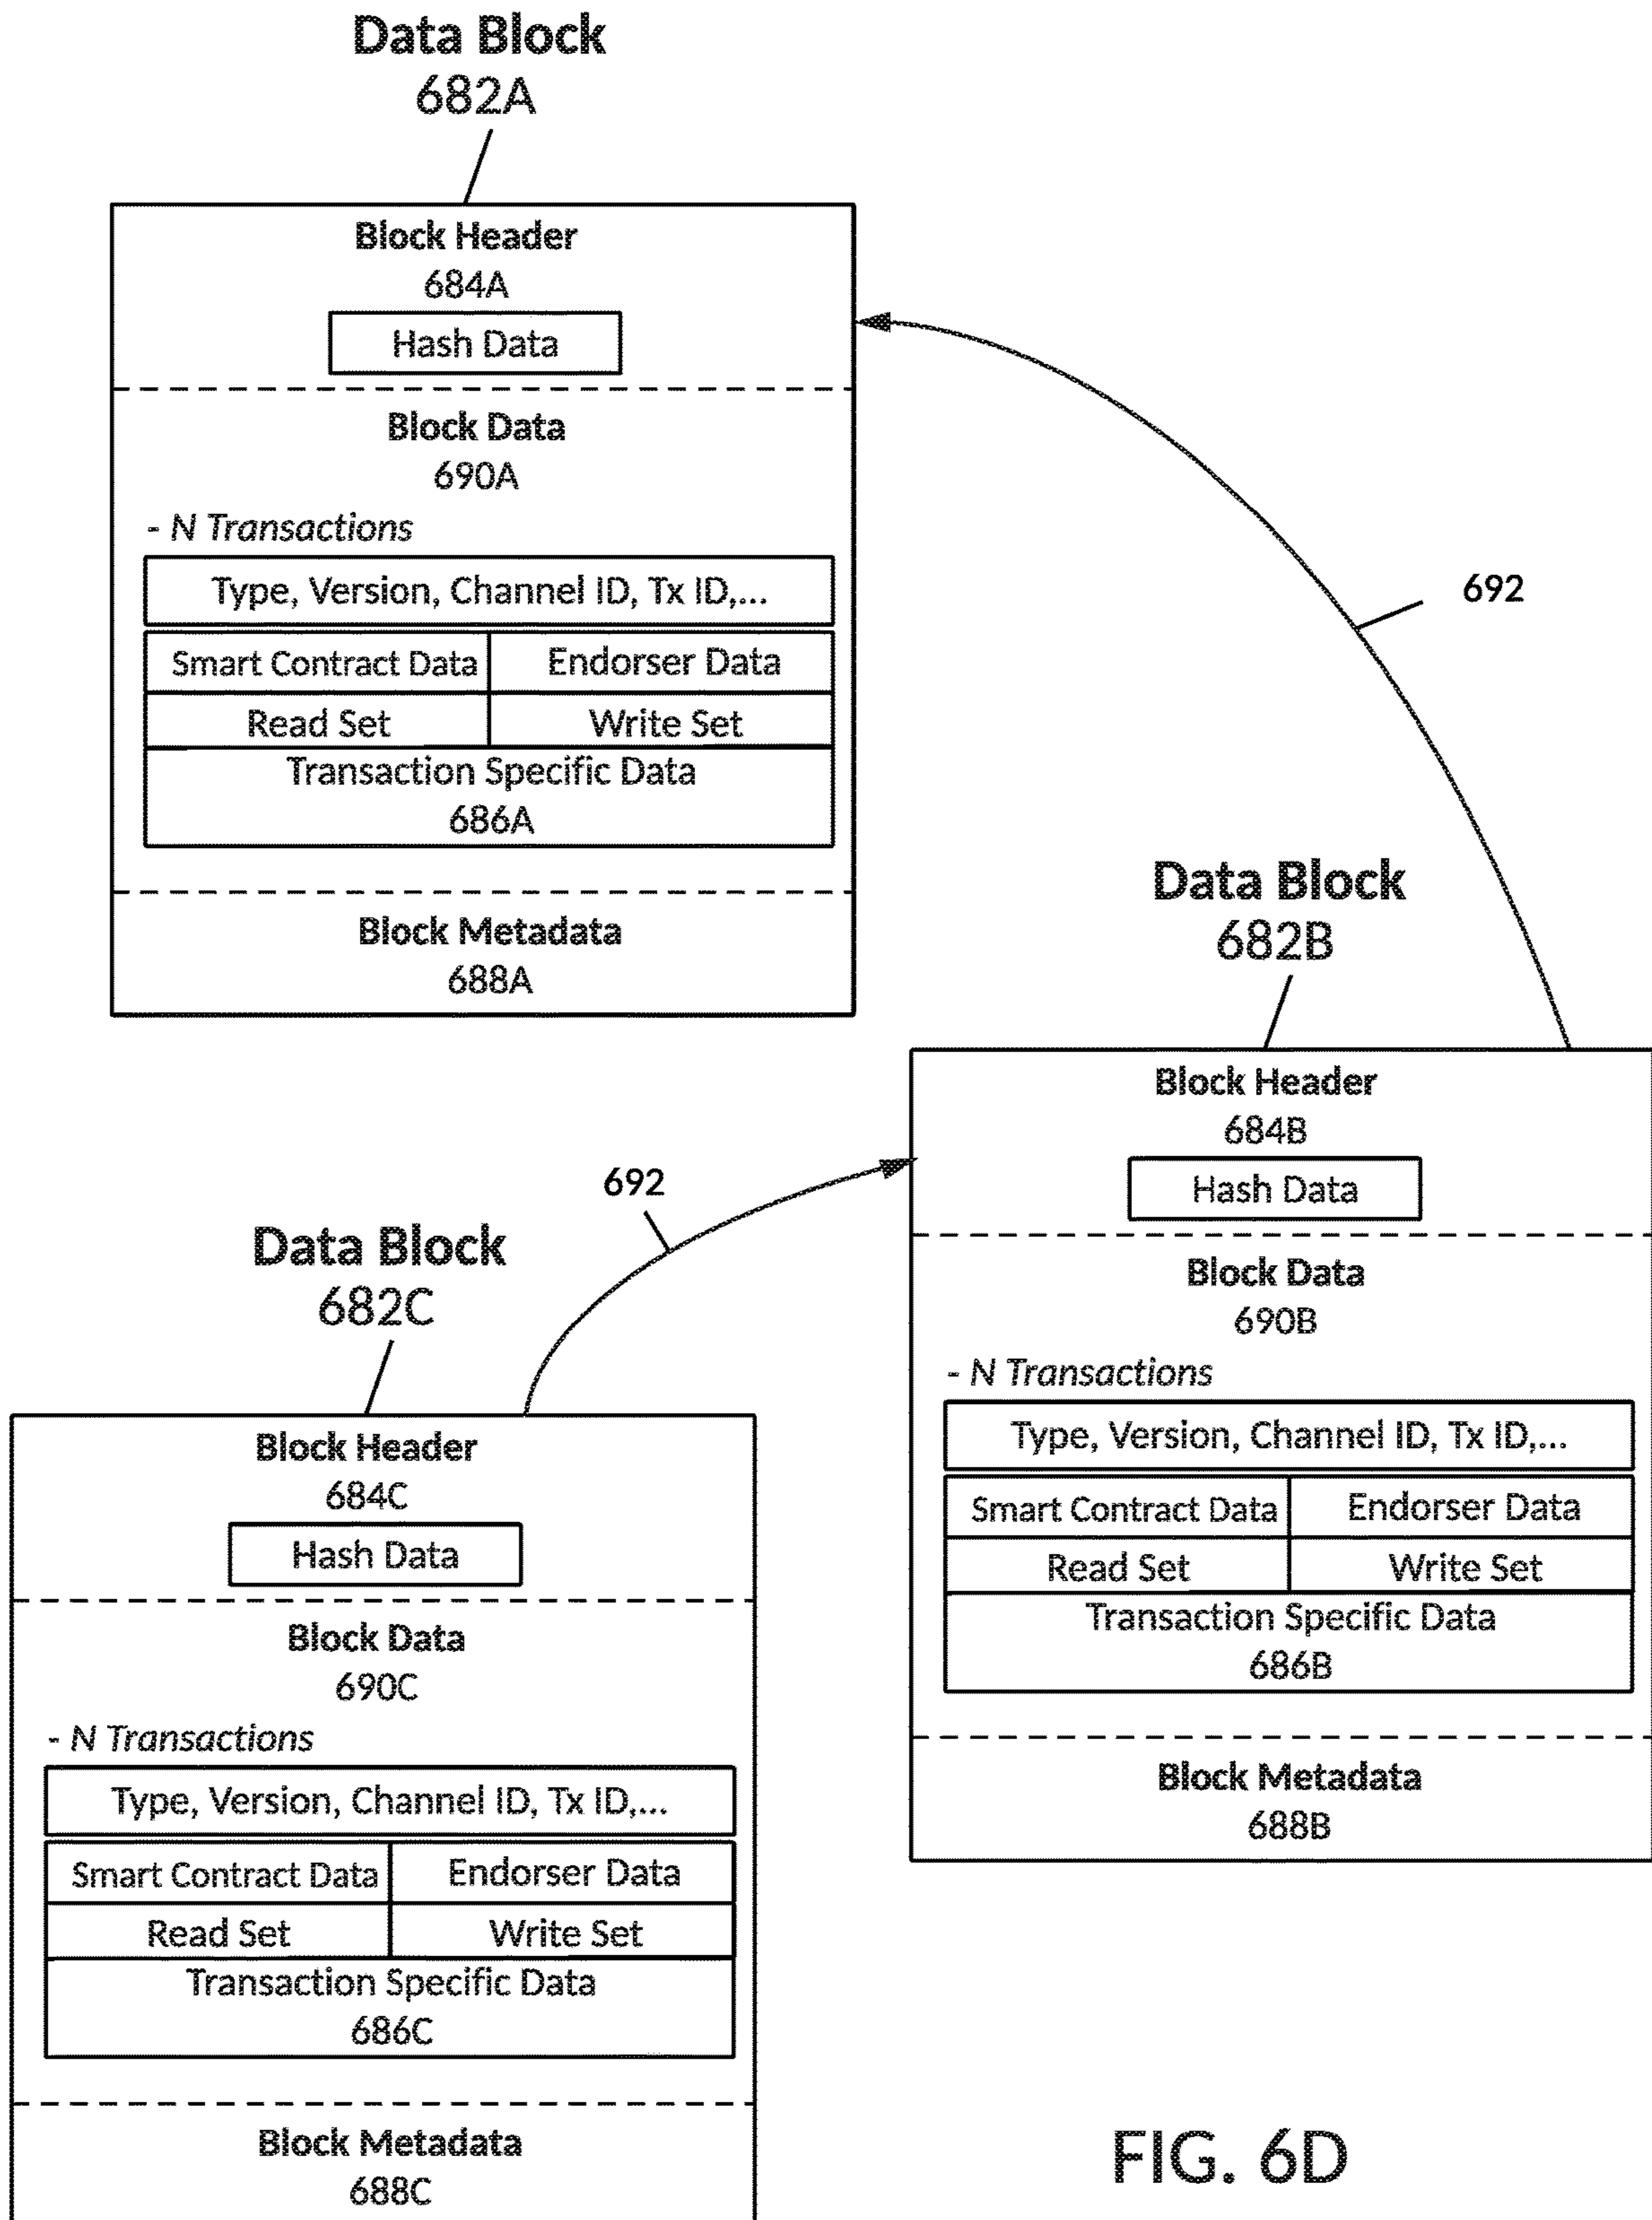 Data Block
682A
Block Header
684A
Hash Data
Block Data
690A
- N Transactions
Type, Version, Channel ID, Tx ID,...
Smart Contract Data
Endorser Data
Read Set
Write Set
Transaction Specific Data
686A
Block Metadata
688A
692
Data Block
682B
Block Header
684B
Hash Data
Block Data
690B
- N Transactions
Type, Version, Channel ID, Tx ID,...
Smart Contract Data
Endorser Data
Read Set
Write Set
Transaction Specific Data
686B
Block Metadata
688B
692
Data Block
682C
Block Header
684C
Hash Data
Block Data
690C
- N Transactions
Type, Version, Channel ID, Tx ID,...
Smart Contract Data
Endorser Data
Read Set
Write Set
Transaction Specific Data
686C
Block Metadata
688C
FIG. 6D